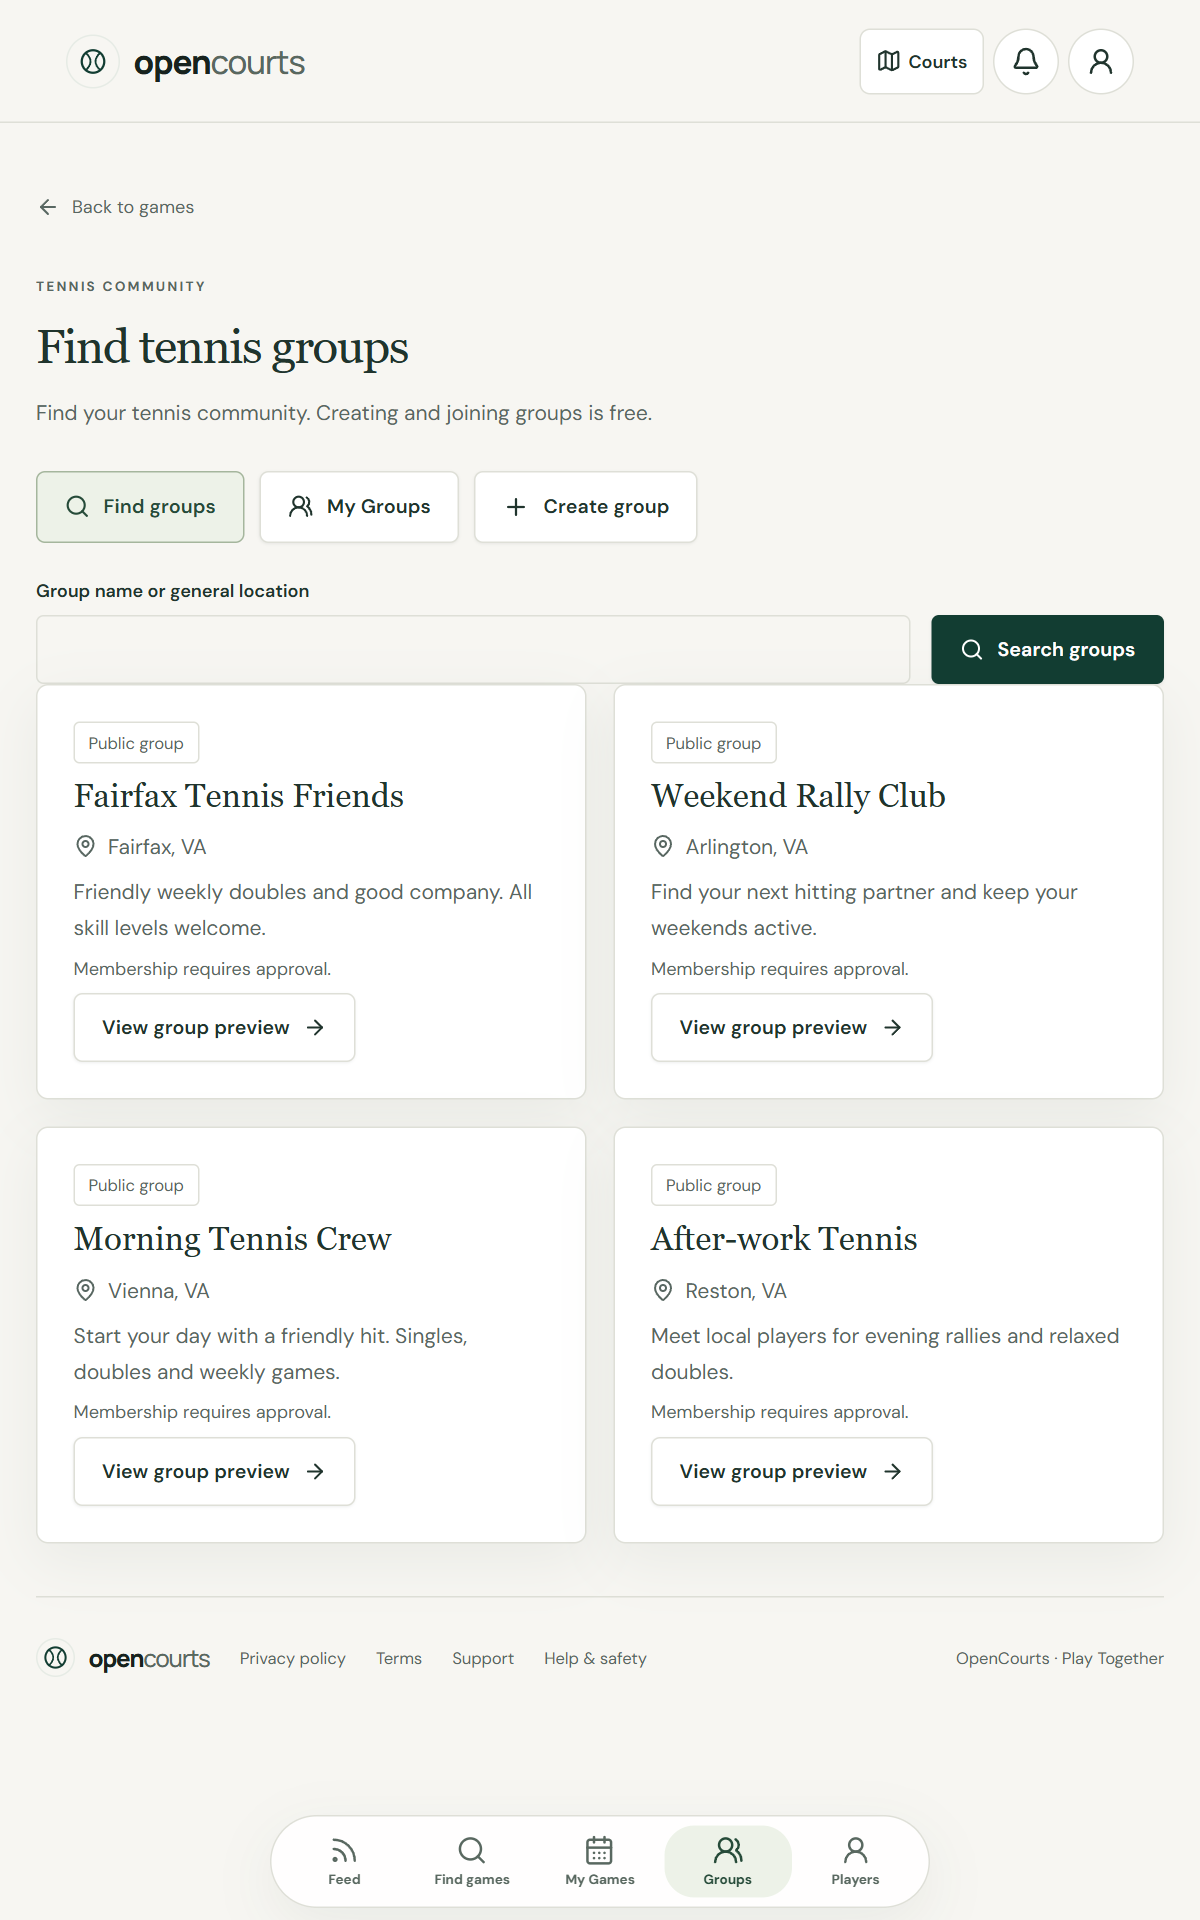 opencourts
Courts
Back to games
TENNIS COMMUNITY
Find tennis groups
Find your tennis community. Creating and joining groups is free.
Find groups
My Groups
Create group
Group name or general location
Search groups
Public group
Fairfax Tennis Friends
Fairfax, VA
Friendly weekly doubles and good company. All
skill levels welcome.
Membership requires approval.
View group preview
Public group
Weekend Rally Club
Arlington, VA
Find your next hitting partner and keep your
weekends active.
Membership requires approval.
View group preview
Public group
Morning Tennis Crew
Vienna, VA
Start your day with a friendly hit. Singles,
doubles and weekly games.
Membership requires approval.
View group preview
Public group
After-work Tennis
Reston, VA
Meet local players for evening rallies and relaxed
doubles.
Membership requires approval.
View group preview
opencourts
Privacy policy
Terms
Support
Help & safety
OpenCourts · Play Together
Feed
Find games
My Games
Groups
Players